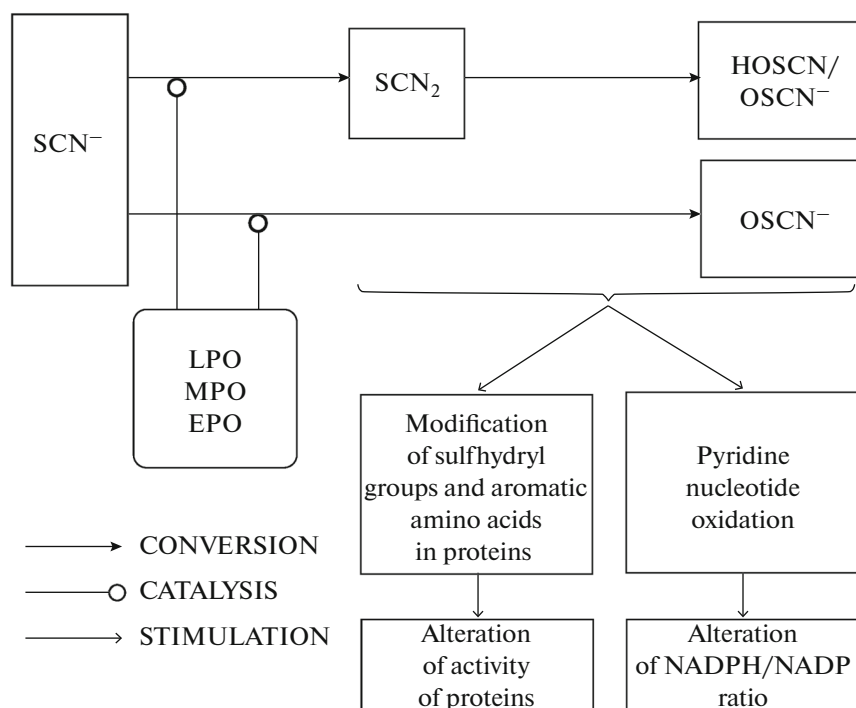 SCN⁻
SCN₂
HOSCN/
OSCN⁻
OSCN⁻
LPO
MPO
EPO
Modification
of sulfhydryl
groups and aromatic
amino acids
in proteins
Pyridine
nucleotide
oxidation
CONVERSION
CATALYSIS
STIMULATION
Alteration
of activity
of proteins
Alteration
of NADPH/NADP
ratio